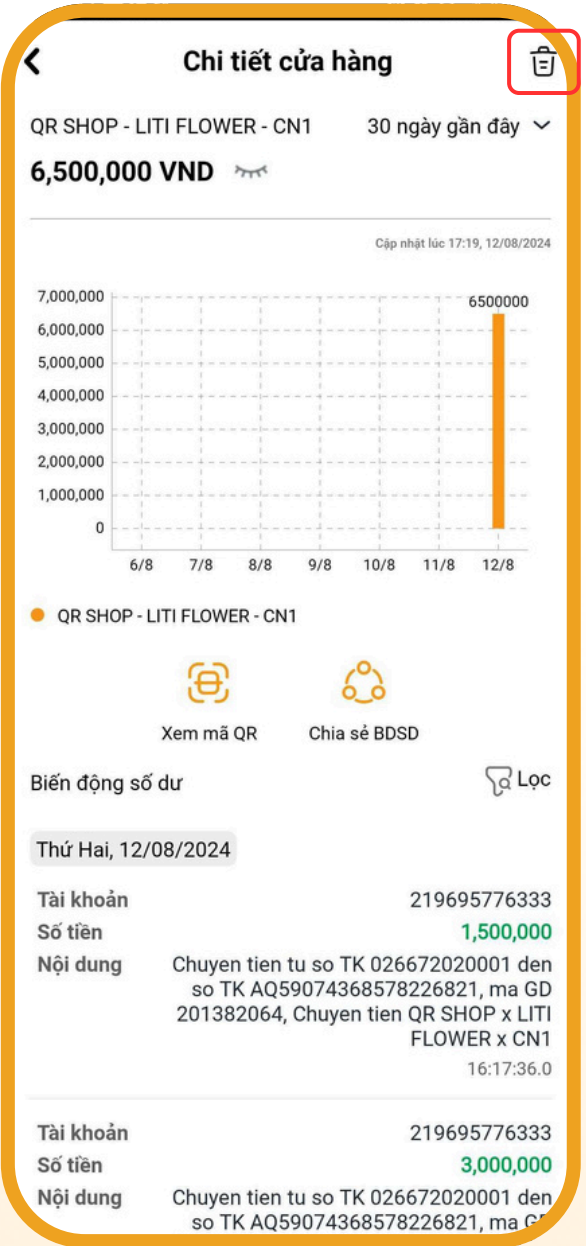 Chi tiết cửa hàng
QR SHOP - LITI FLOWER - CN1 30 ngày gần đây
6,500,000 VND
Cập nhật lúc 17:19, 12/08/2024
6500000
7,000,000
6,000,000
5,000,000
4,000,000
3,000,000
2,000,000
1,000,000
0
6/8 7/8 8/8 9/8 10/8 11/8 12/8
QR SHOP - LITI FLOWER - CN1
Xem mã QR Chia sẻ BDSD
Biến động số dư Lọc
Thứ Hai, 12/08/2024
Tài khoản 219695776333
Số tiền 1,500,000
Nội dung Chuyen tien tu so TK 026672020001 den
so TK AQ59074368578226821, ma GD
201382064, Chuyen tien QR SHOP x LITI
FLOWER x CN1
16:17:36.0
Tài khoản 219695776333
Số tiền 3,000,000
Nội dung Chuyen tien tu so TK 026672020001 den
so TK AQ59074368578226821, ma